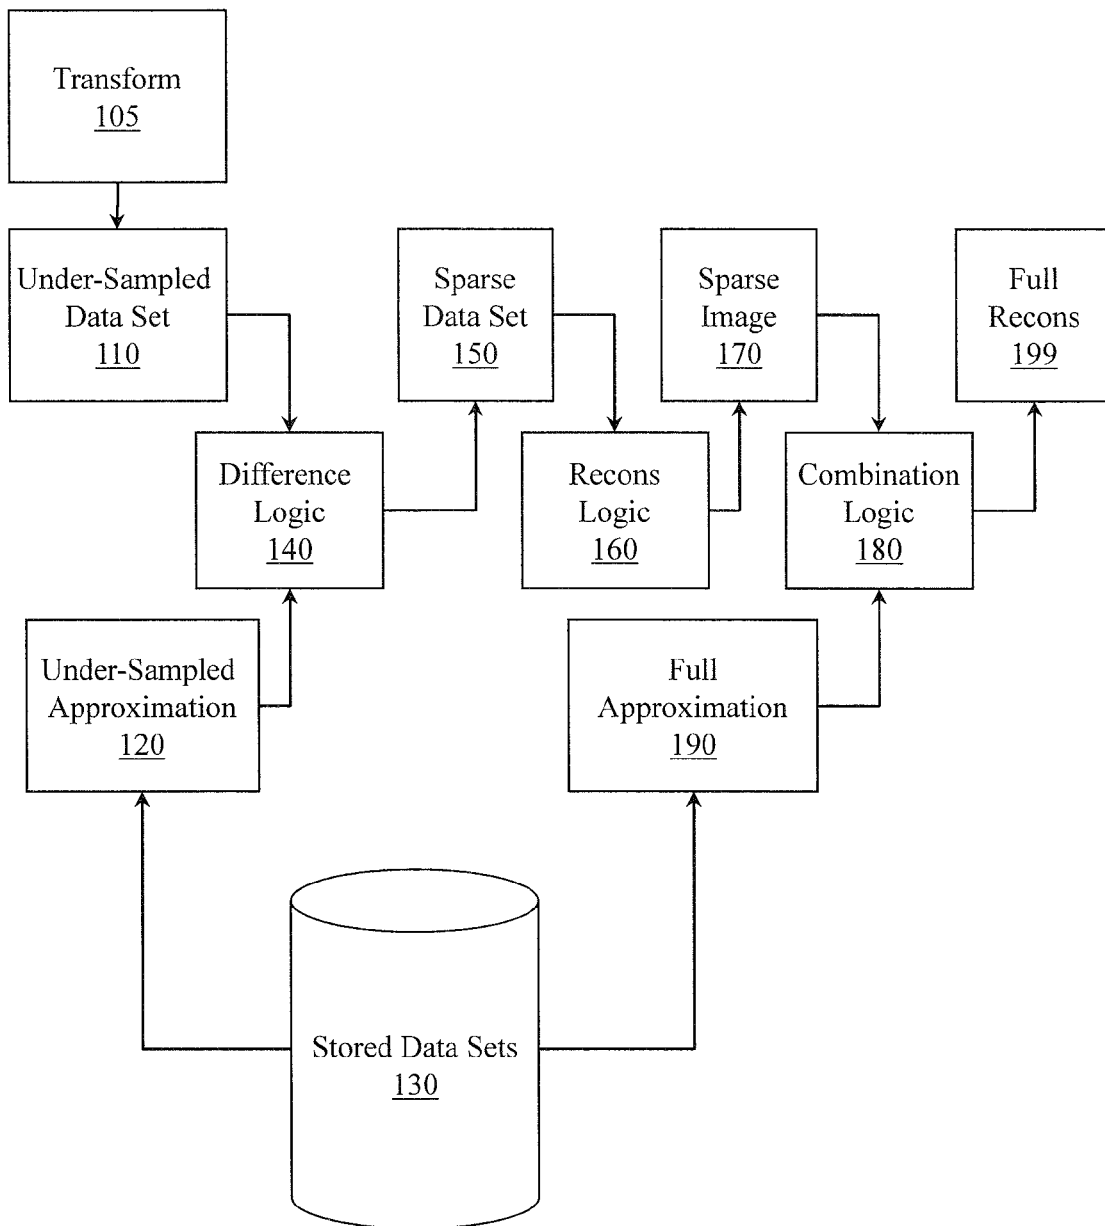 Transform
105
Under-Sampled
Data Set
110
Sparse
Data Set
150
Sparse
Image
170
Full
Recons
199
Difference
Logic
140
Recons
Logic
160
Combination
Logic
180
Under-Sampled
Approximation
120
Full
Approximation
190
Stored Data Sets
130